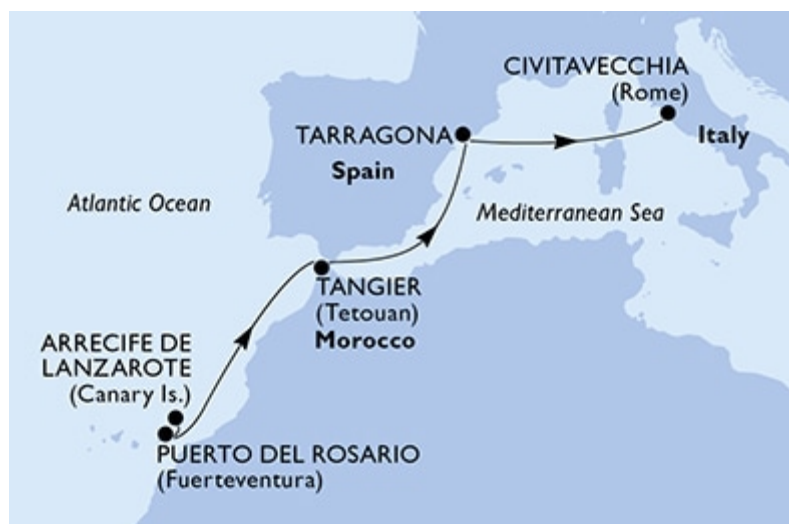 CIVITAVECCHIA
(Rome)
TARRAGONA
Italy
Spain
Atlantic Ocean
Mediterranean Sea
TANGIER
(Tetouan)
Morocco
ARRECIFE DE
LANZAROTE
(Canary Is.)
PUERTO DEL ROSARIO
(Fuerteventura)